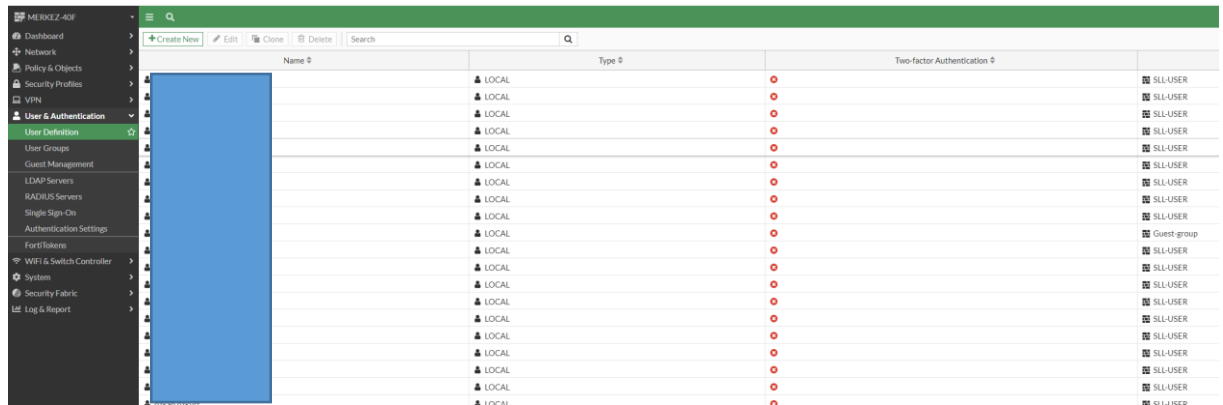 MERKEZ-40F
Dashboard
Network
Policy & Objects
Security Profiles
VPN
User & Authentication
User Definition
User Groups
Guest Management
LDAP Servers
RADIUS Servers
Single Sign-On
Authentication Settings
FortiTokens
WiFi & Switch Controller
System
Security Fabric
Log & Report
+Create New Edit Clone Delete Search
Name Type Two-factor Authentication
LOCAL SLL-USER
LOCAL SLL-USER
LOCAL SLL-USER
LOCAL SLL-USER
LOCAL SLL-USER
LOCAL SLL-USER
LOCAL SLL-USER
LOCAL SLL-USER
LOCAL SLL-USER
LOCAL Guest-group
LOCAL SLL-USER
LOCAL SLL-USER
LOCAL SLL-USER
LOCAL SLL-USER
LOCAL SLL-USER
LOCAL SLL-USER
LOCAL SLL-USER
LOCAL SLL-USER
LOCAL SLL-USER
LOCAL SLL-USER